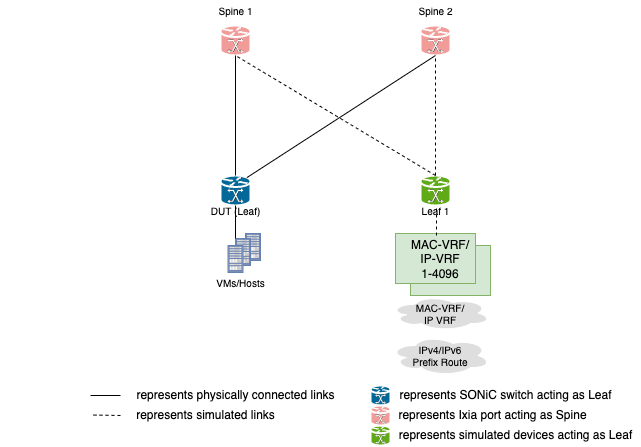 Spine 1
Spine 2
DUT (Leaf)
Leaf 1
VMs/Hosts
MAC-VRF/
IP-VRF
1-4096
MAC-VRF/
IP VRF
IPv4/IPv6
Prefix Route
represents physically connected links
represents simulated links
represents SONiC switch acting as Leaf
represents Ixia port acting as Spine
represents simulated devices acting as Leaf